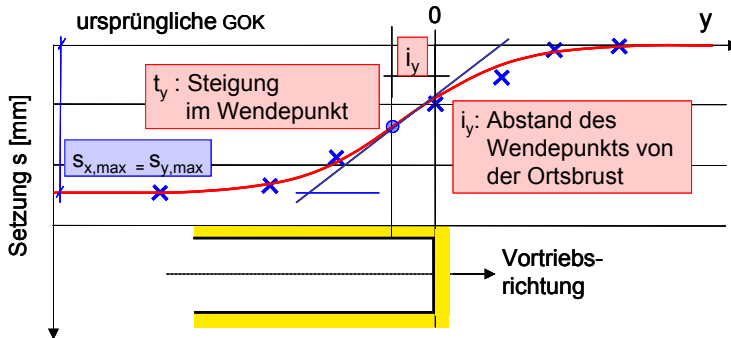 ursprüngliche GOK
0
y
i_y
t_y : Steigung
im Wendepunkt
i_y: Abstand des
Wendepunkts von
der Ortsbrust
s_x,max = s_y,max
Setzung s [mm]
Vortriebs-
richtung